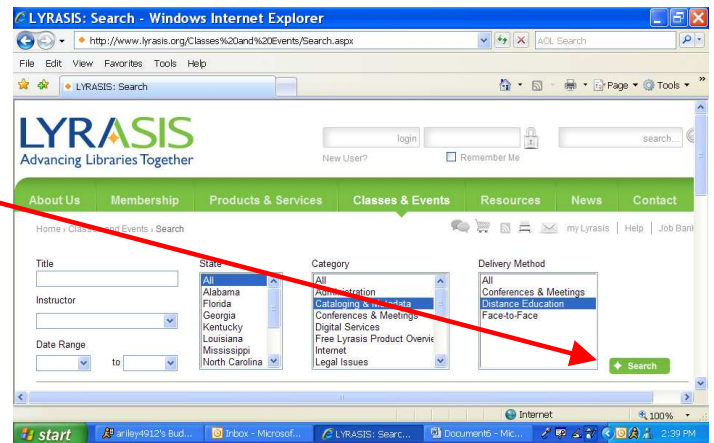 LYRASIS: Search - Windows Internet Explorer
http://www.lyrasis.org/Classes%20and%20Events/Search.aspx
AOL Search
File Edit View Favorites Tools Help
LYRASIS: Search
Page Tools
LYRASIS
Advancing Libraries Together
login
search...
New User?
Remember Me
About Us Membership Products & Services Classes & Events Resources News Contact
Home › Classes and Events › Search
my Lyrasis | Help | Job Bank
Title
State
Category
Delivery Method
All
Alabama
Florida
Georgia
Kentucky
Louisiana
Mississippi
North Carolina
All
Administration
Cataloging & Metadata
Conferences & Meetings
Digital Services
Free Lyrasis Product Overvie
Internet
Legal Issues
All
Conferences & Meetings
Distance Education
Face-to-Face
Instructor
Date Range
to
Search
Internet
100%
start
ariley4912's Bud...
Inbox - Microsof...
LYRASIS: Searc...
Document6 - Mic...
2:39 PM